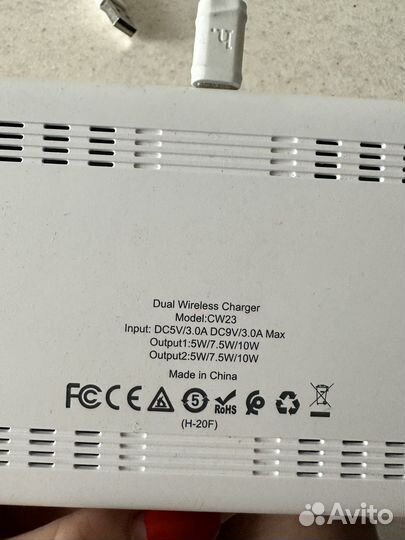 h.
Dual Wireless Charger
Model:CW23
Input: DC5V/3.0A DC9V/3.0A Max
Output1:5W/7.5W/10W
Output2:5W/7.5W/10W
Made in China
FC CE 5 RoHS
(H-20F)
Avito